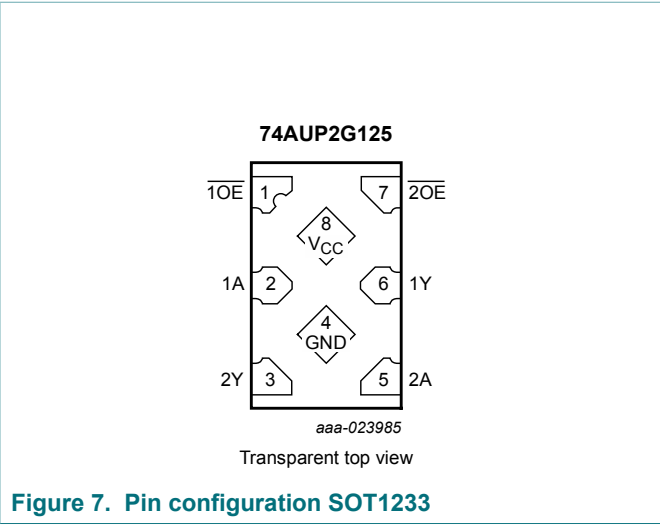 74AUP2G125
1OE 1 7 2OE
8
VCC
1A 2 6 1Y
4
GND
2Y 3 5 2A
aaa-023985
Transparent top view
Figure 7. Pin configuration SOT1233